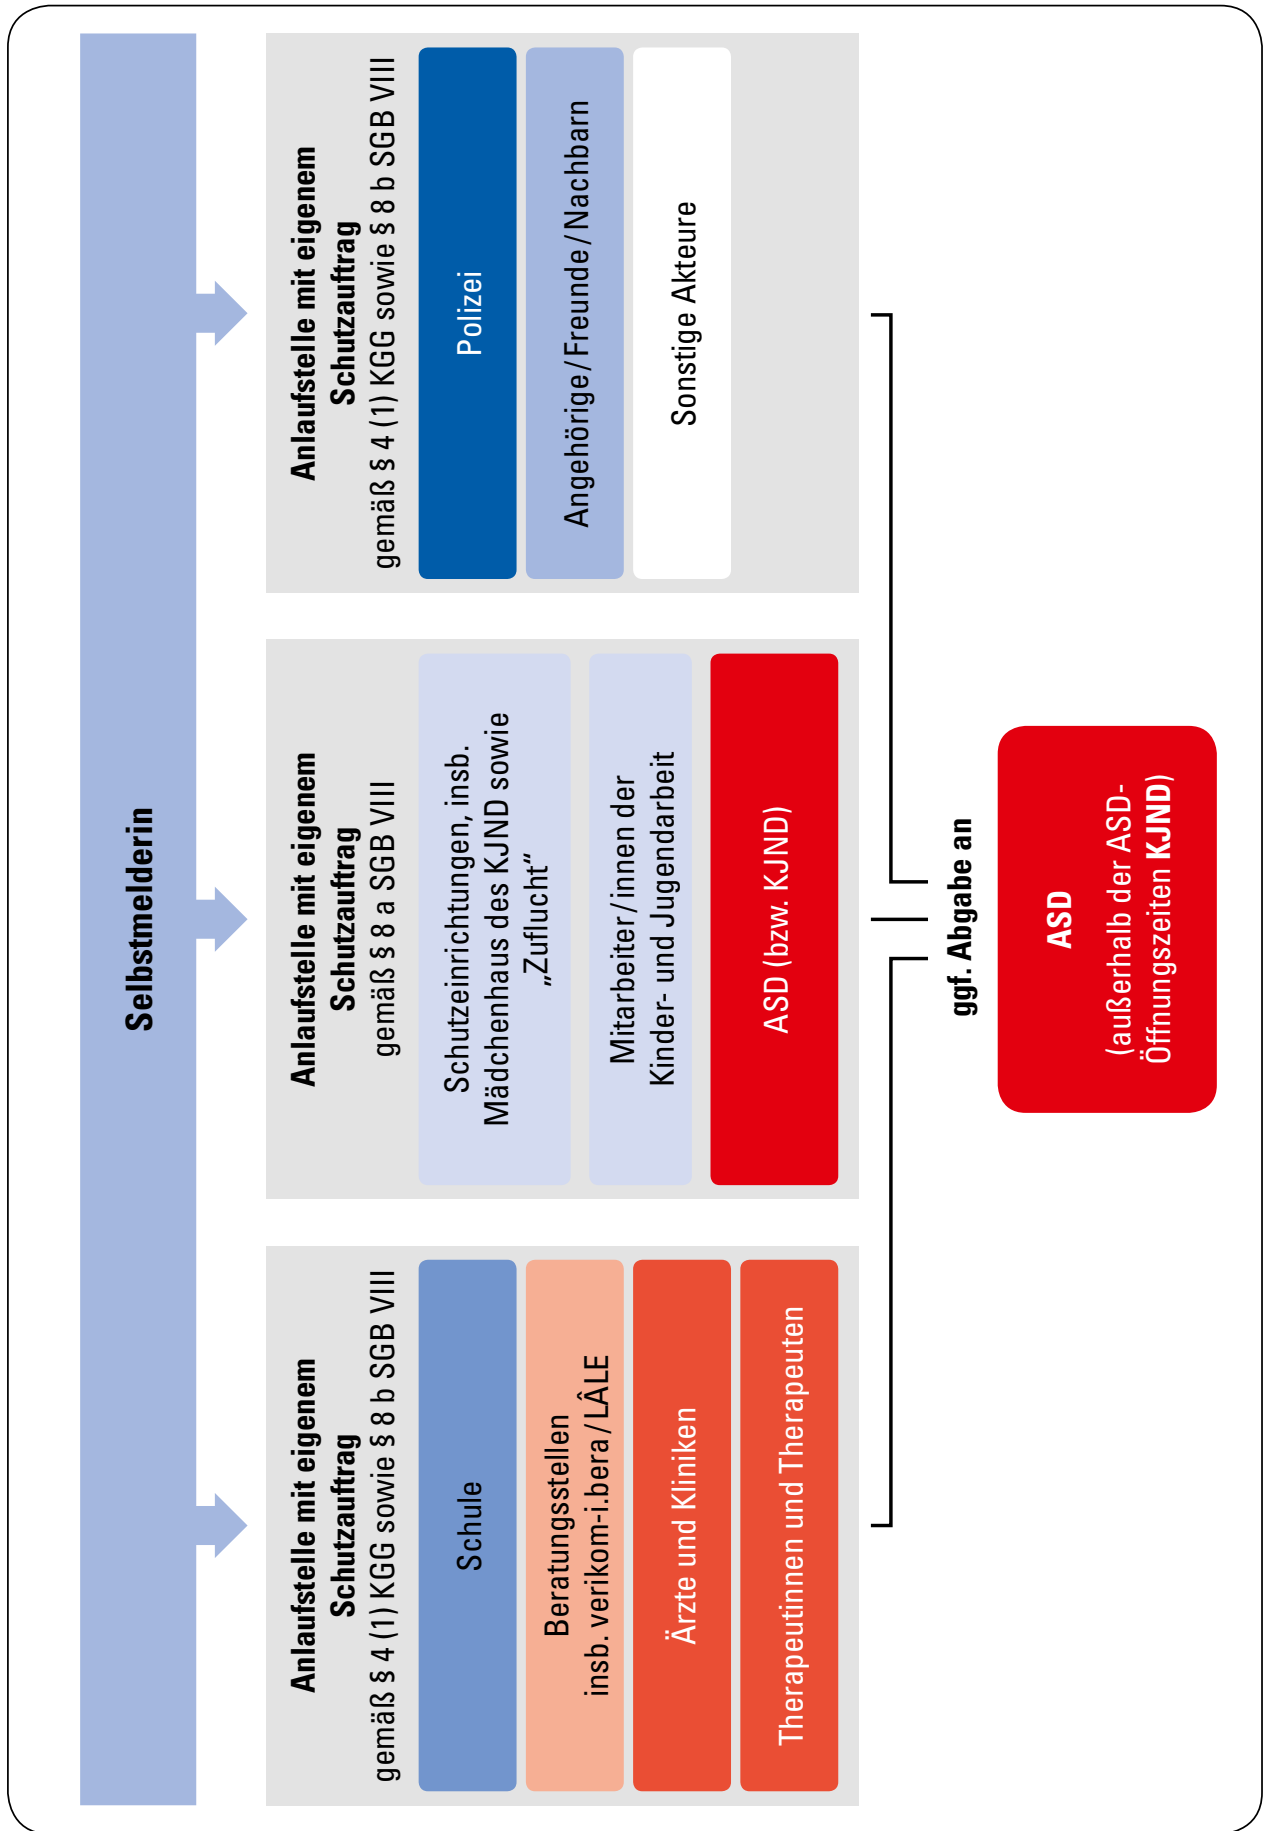 Selbstmelderin
Anlaufstelle mit eigenem
Schutzauftrag
gemäß § 4 (1) KGG sowie § 8 b SGB VIII
Schule
Beratungsstellen
insb. verikom-i.bera/LÂLE
Ärzte und Kliniken
Therapeutinnen und Therapeuten
Anlaufstelle mit eigenem
Schutzauftrag
gemäß § 8 a SGB VIII
Schutzeinrichtungen, insb.
Mädchenhaus des KJND sowie
„Zuflucht“
Mitarbeiter/innen der
Kinder- und Jugendarbeit
ASD (bzw. KJND)
Anlaufstelle mit eigenem
Schutzauftrag
gemäß § 4 (1) KGG sowie § 8 b SGB VIII
Polizei
Angehörige/Freunde/Nachbarn
Sonstige Akteure
ggf. Abgabe an
ASD
(außerhalb der ASD-
Öffnungszeiten KJND)